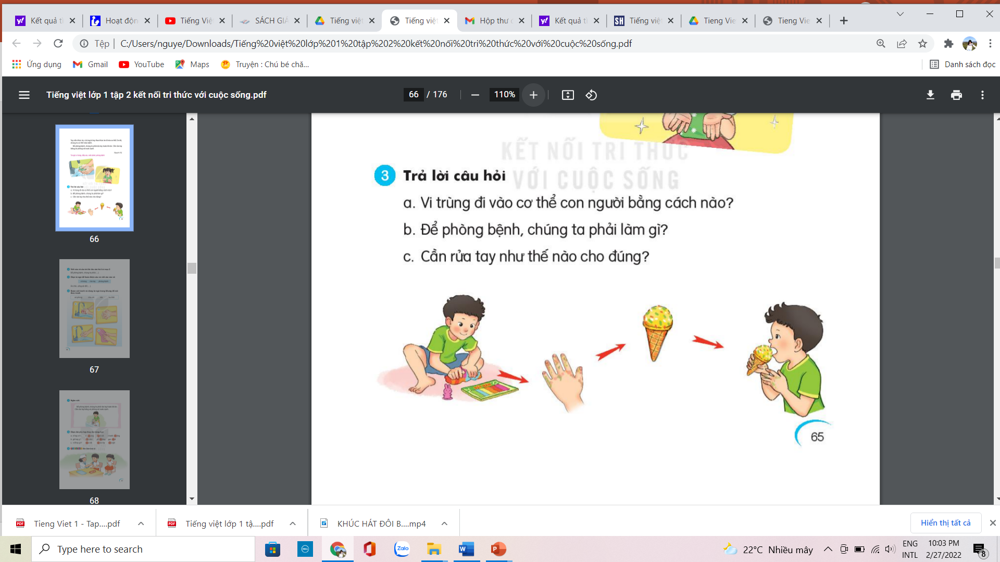 Kết quả tì
Hoạt độn
Tiếng Việ
SÁCH GIÁ
Tiếng việt
Tiếng việt
Hộp thư đ
Kết quả tì
Tiếng việt
Tieng Vie
Tieng Vie
Tệp | C:/Users/nguye/Downloads/Tiếng%20việt%20lớp%201%20tập%202%20kết%20nối%20tri%20thức%20với%20cuộc%20sống.pdf
Ứng dụng Gmail YouTube Maps Truyện : Chú bé chă... Danh sách đọc
Tiếng việt lớp 1 tập 2 kết nối tri thức với cuộc sống.pdf 66 / 176 110%
66
67
68
KẾT NỐI TRI THỨC
VỚI CUỘC SỐNG
3 Trả lời câu hỏi
a. Vi trùng đi vào cơ thể con người bằng cách nào?
b. Để phòng bệnh, chúng ta phải làm gì?
c. Cần rửa tay như thế nào cho đúng?
65
Tieng Viet 1 - Tap....pdf
Tiếng việt lớp 1 tậ....pdf
KHÚC HÁT ĐÔI B....mp4
Hiển thị tất cả
Type here to search
Zalo
22°C Nhiều mây
ENG
INTL
10:03 PM
2/27/2022
8